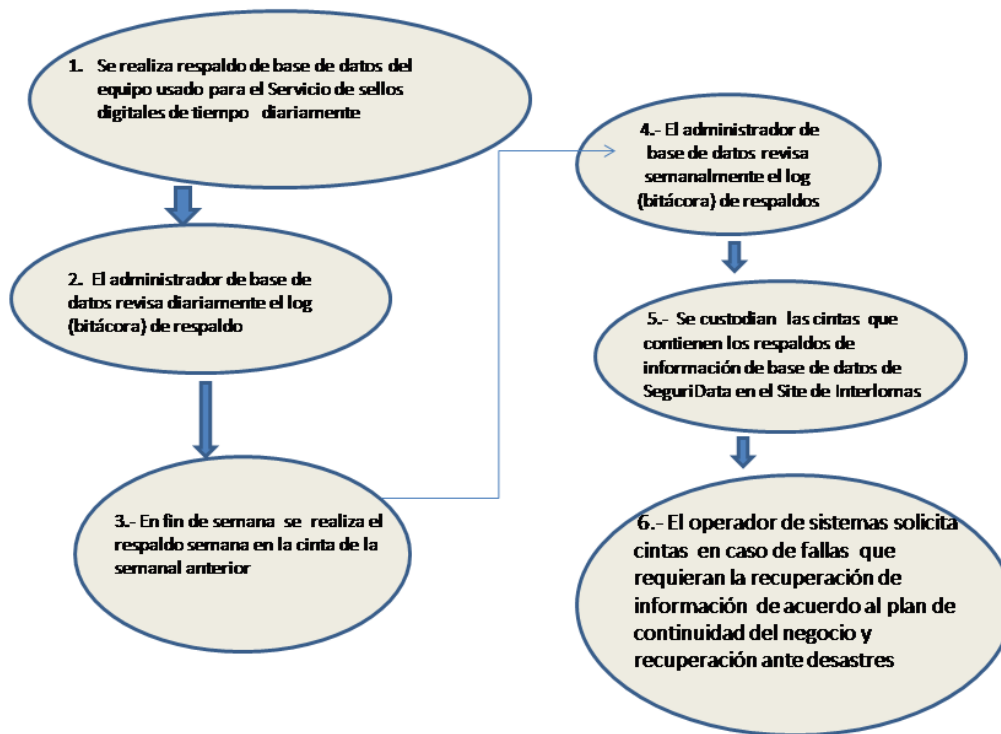 1. Se realiza respaldo de base de datos del
equipo usado para el Servicio de sellos
digitales de tiempo diariamente
2. El administrador de base de
datos revisa diariamente el log
(bitácora) de respaldo
3.- En fin de semana se realiza el
respaldo semana en la cinta de la
semanal anterior
4.- El administrador de
base de datos revisa
semanalmente el log
(bitácora) de respaldos
5.- Se custodian las cintas que
contienen los respaldos de
información de base de datos de
SeguriData en el Site de Interlomas
6.- El operador de sistemas solicita
cintas en caso de fallas que
requieran la recuperación de
información de acuerdo al plan de
continuidad del negocio y
recuperación ante desastres